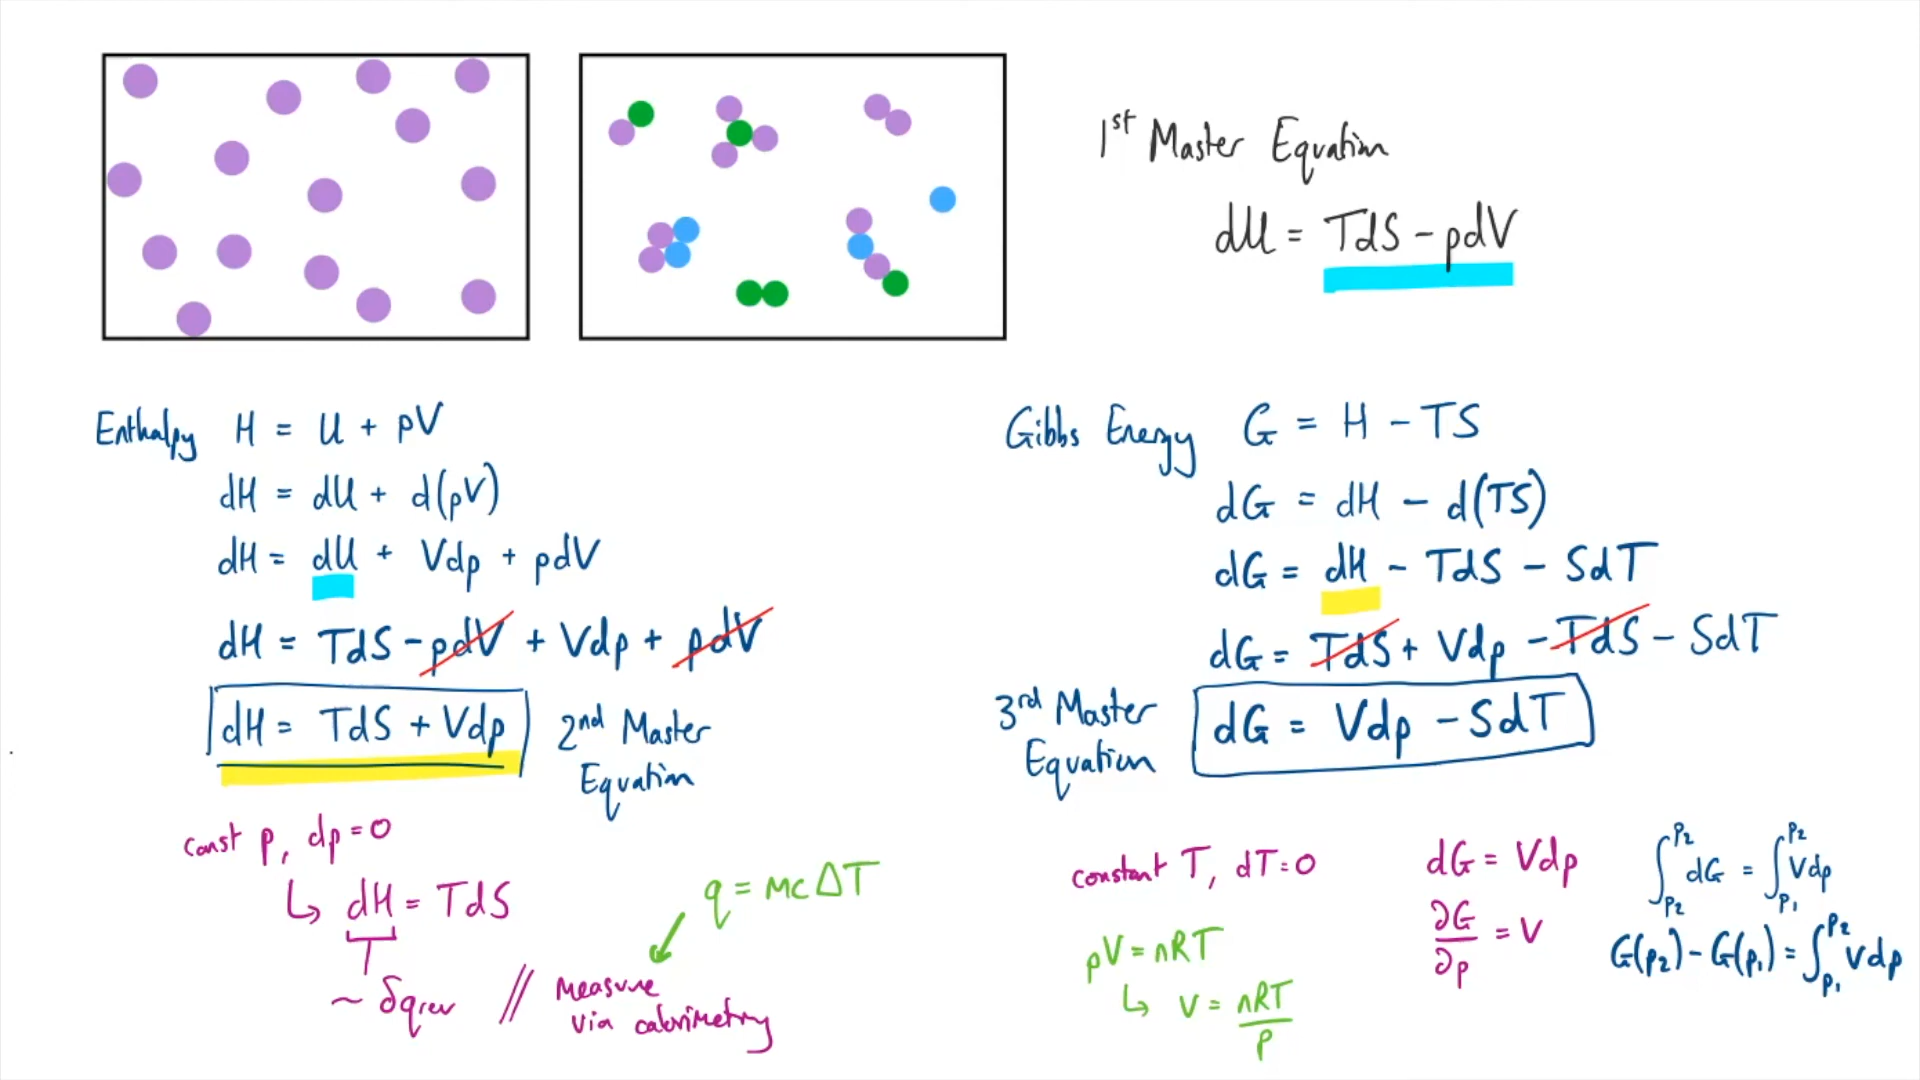 1st Master Equation
dU = TdS - pdV
Enthalpy H = U + pV
dH = dU + d(pV)
dH = dU + Vdp + pdV
dH = TdS - pdV + Vdp + pdV
dH = TdS + Vdp
2nd Master
Equation
const p, dp = 0
↳ dH = TdS
~ δqrev // Measure
via calorimetry
q = mcΔT
Gibbs Energy G = H - TS
dG = dH - d(TS)
dG = dH - TdS - SdT
dG = TdS + Vdp - TdS - SdT
3rd Master
Equation
dG = Vdp - SdT
constant T, dT = 0
pV = nRT
↳ V = nRT/p
dG = Vdp
∂G/∂p = V
∫_{p2}^{p2} dG = ∫_{p1}^{p2} Vdp
G(p2) - G(p1) = ∫_{p1}^{p2} Vdp